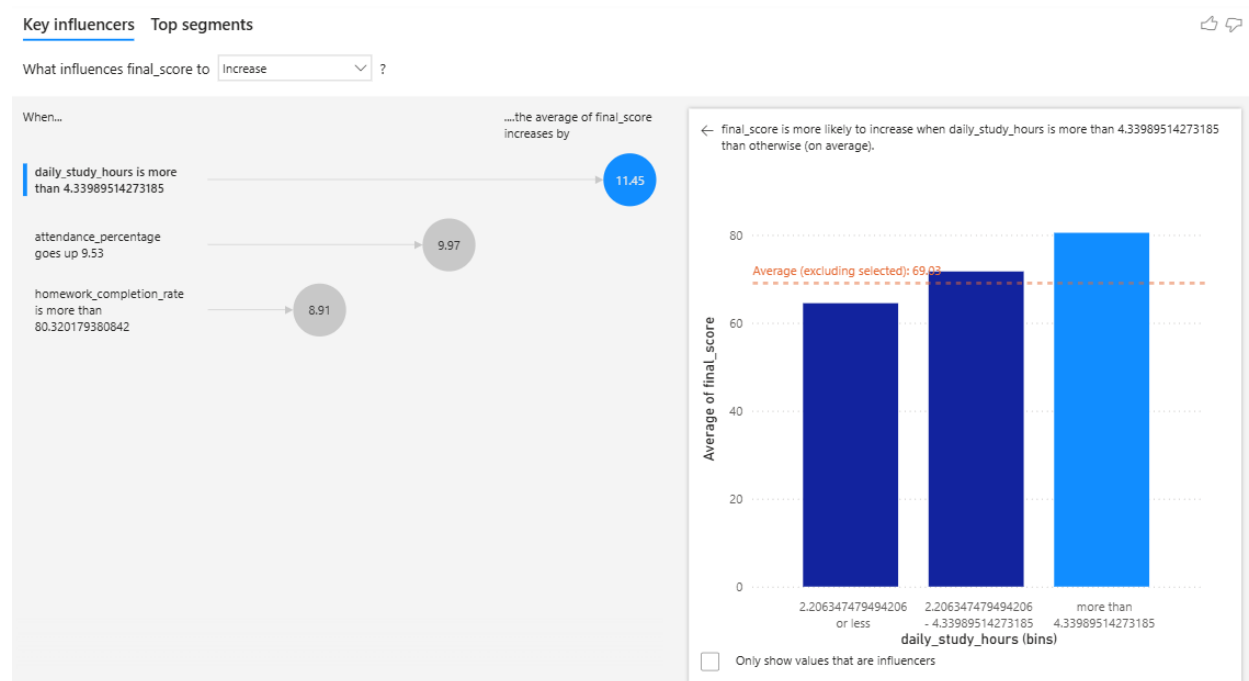 Key influencers Top segments
What influences final_score to Increase ?
When...
....the average of final_score
increases by
daily_study_hours is more
than 4.33989514273185
11.45
attendance_percentage
goes up 9.53
9.97
homework_completion_rate
is more than
80.320179380842
8.91
final_score is more likely to increase when daily_study_hours is more than 4.33989514273185
than otherwise (on average).
80
Average (excluding selected): 69.03
60
40
20
0
Average of final_score
2.206347479494206
or less
2.206347479494206
- 4.33989514273185
more than
4.33989514273185
daily_study_hours (bins)
Only show values that are influencers